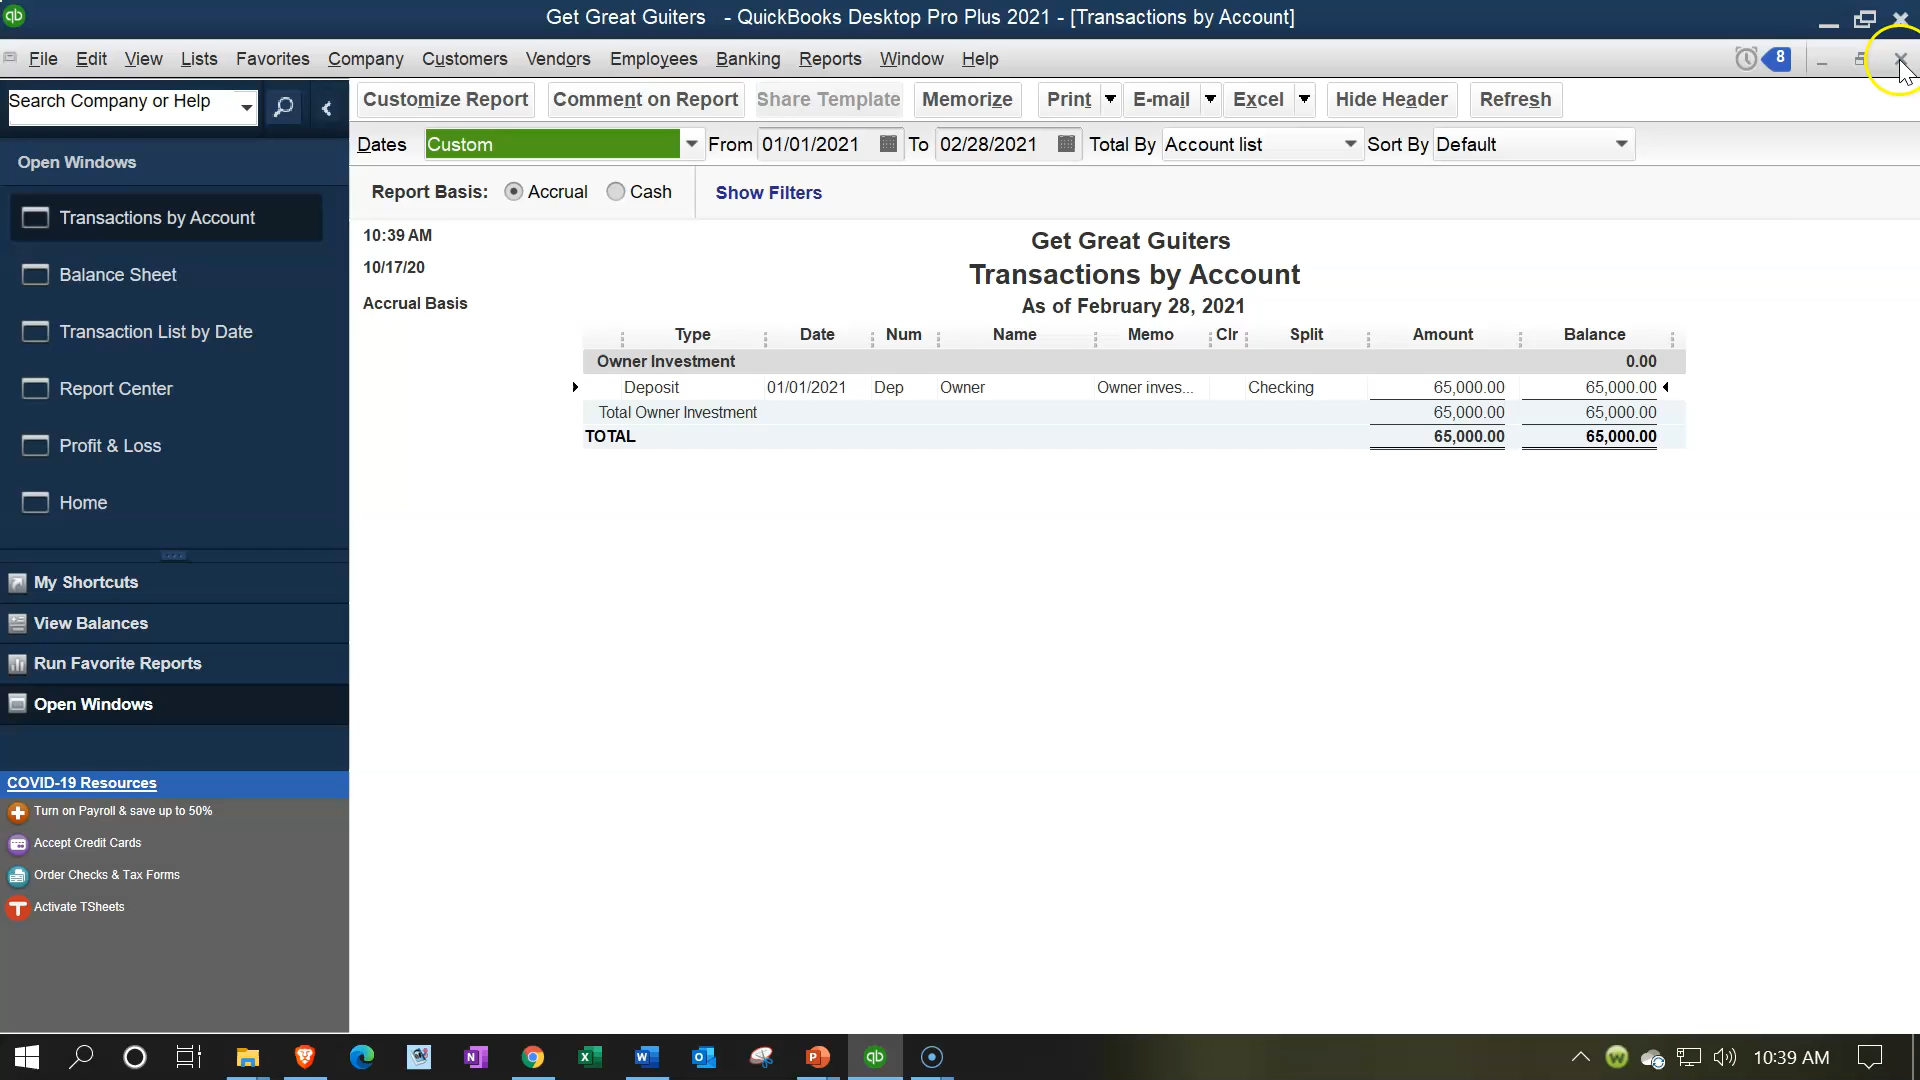 Get Great Guiters - QuickBooks Desktop Pro Plus 2021 - [Transactions by Account]
File Edit View Lists Favorites Company Customers Vendors Employees Banking Reports Window Help
8
Search Company or Help
Customize Report Comment on Report Share Template Memorize Print E-mail Excel Hide Header Refresh
Dates Custom From 01/01/2021 To 02/28/2021 Total By Account list Sort By Default
Report Basis: Accrual Cash Show Filters
Open Windows
Transactions by Account
Balance Sheet
Transaction List by Date
Report Center
Profit & Loss
Home
My Shortcuts
View Balances
Run Favorite Reports
Open Windows
COVID-19 Resources
Turn on Payroll & save up to 50%
Accept Credit Cards
Order Checks & Tax Forms
Activate TSheets
10:39 AM
10/17/20
Accrual Basis
Get Great Guiters
Transactions by Account
As of February 28, 2021
Type Date Num Name Memo Clr Split Amount Balance
Owner Investment 0.00
Deposit 01/01/2021 Dep Owner Owner inves... Checking 65,000.00 65,000.00
Total Owner Investment 65,000.00 65,000.00
TOTAL 65,000.00 65,000.00
10:39 AM